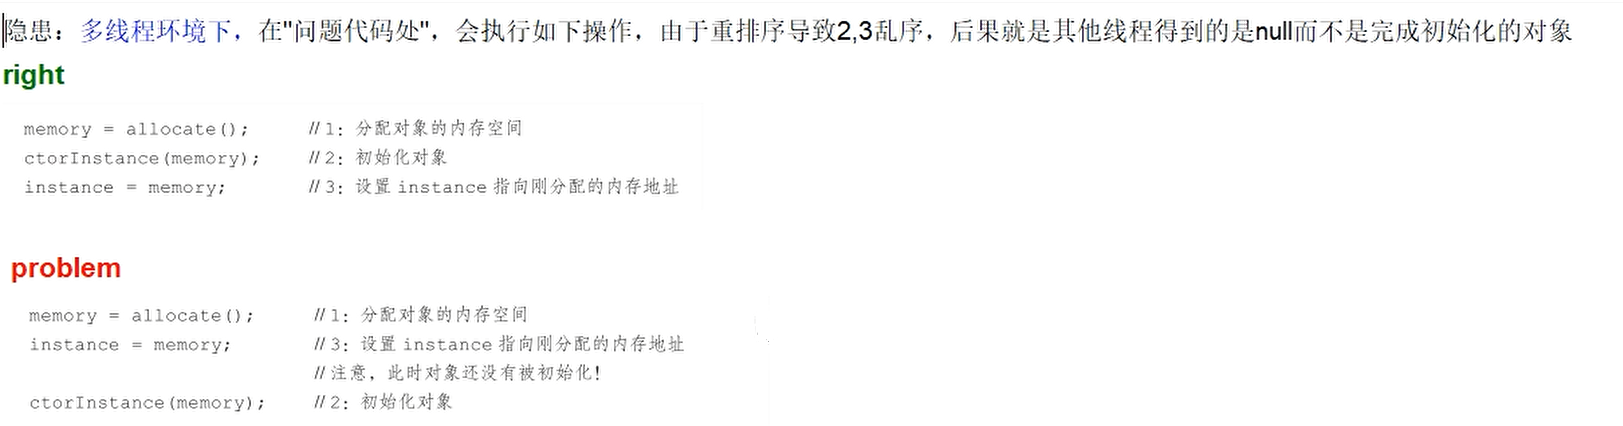 隐患：多线程环境下，在"问题代码处"，会执行如下操作，由于重排序导致2,3乱序，后果就是其他线程得到的是null而不是完成初始化的对象
right
memory = allocate(); //1：分配对象的内存空间
ctorInstance(memory); //2：初始化对象
instance = memory; //3：设置 instance 指向刚分配的内存地址
problem
memory = allocate(); //1：分配对象的内存空间
instance = memory; //3：设置 instance 指向刚分配的内存地址
//注意，此时对象还没有被初始化！
ctorInstance(memory); //2：初始化对象